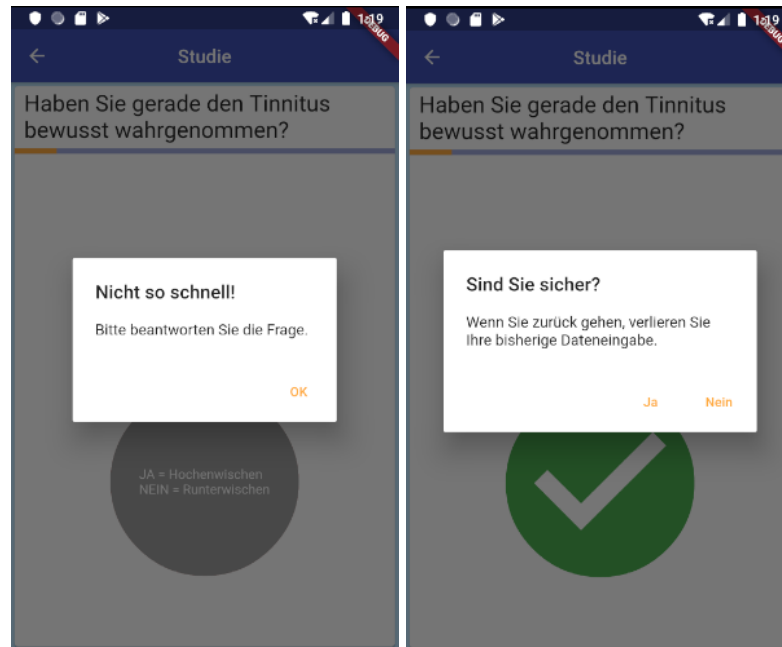 1:19
DEBUG
Studie
Haben Sie gerade den Tinnitus
bewusst wahrgenommen?
Nicht so schnell!
Bitte beantworten Sie die Frage.
OK
JA = Hochenwischen
NEIN = Runterwischen
1:19
DEBUG
Studie
Haben Sie gerade den Tinnitus
bewusst wahrgenommen?
Sind Sie sicher?
Wenn Sie zurück gehen, verlieren Sie
Ihre bisherige Dateneingabe.
Ja Nein